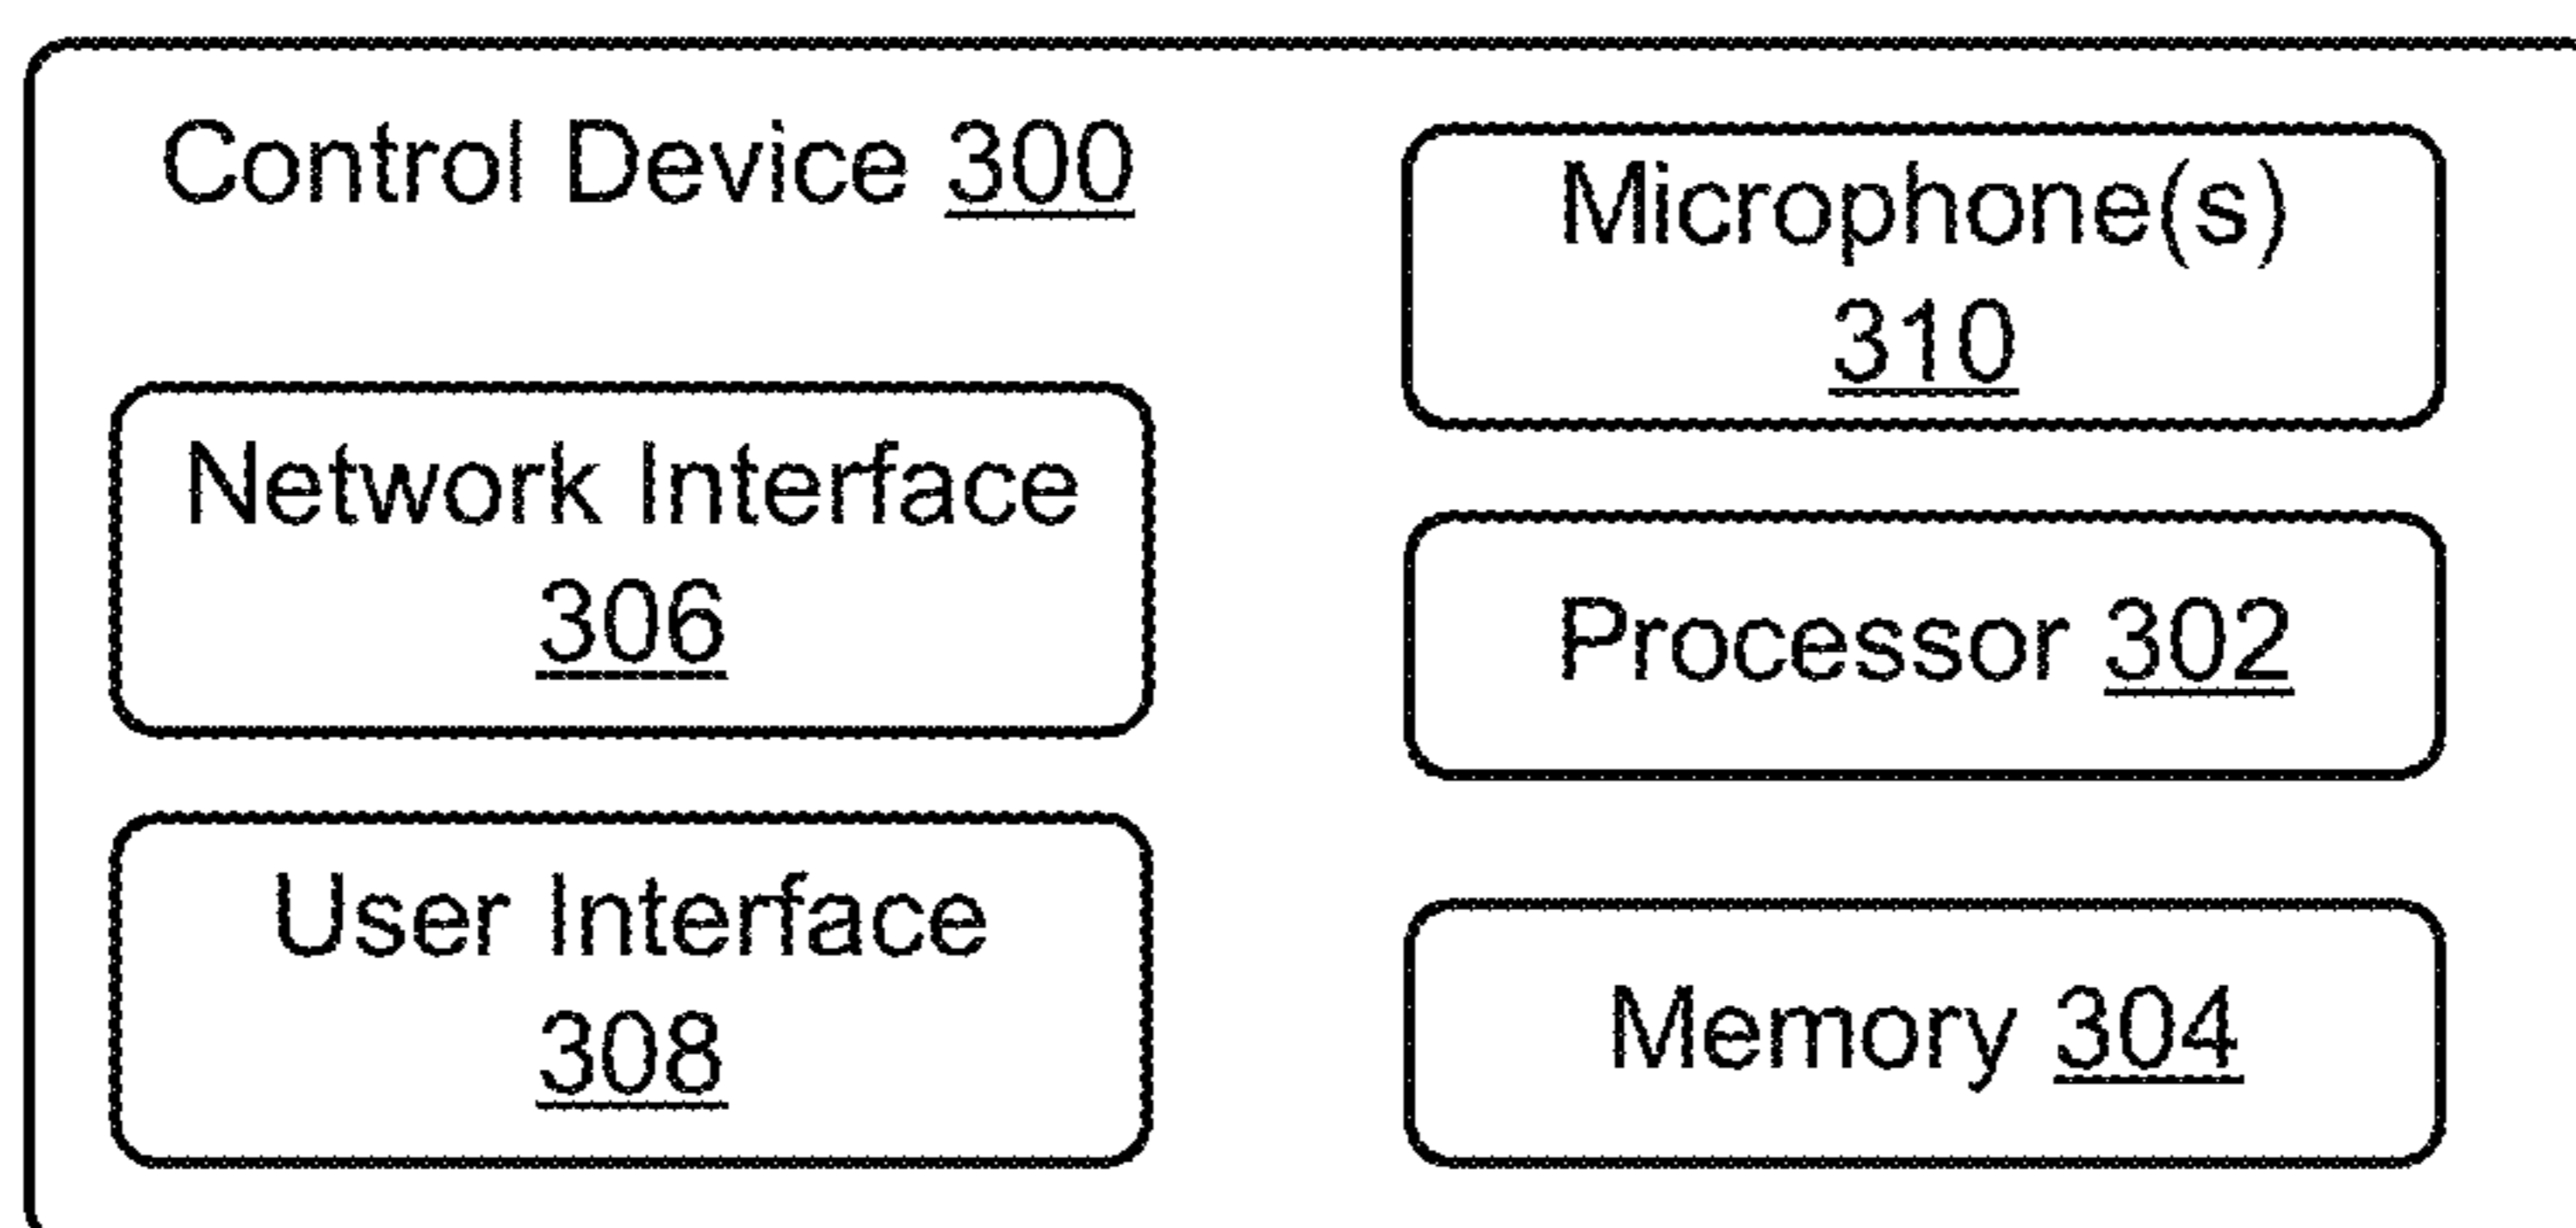 Control Device 300
Microphone(s)
310
Network Interface
306
Processor 302
User Interface
308
Memory 304